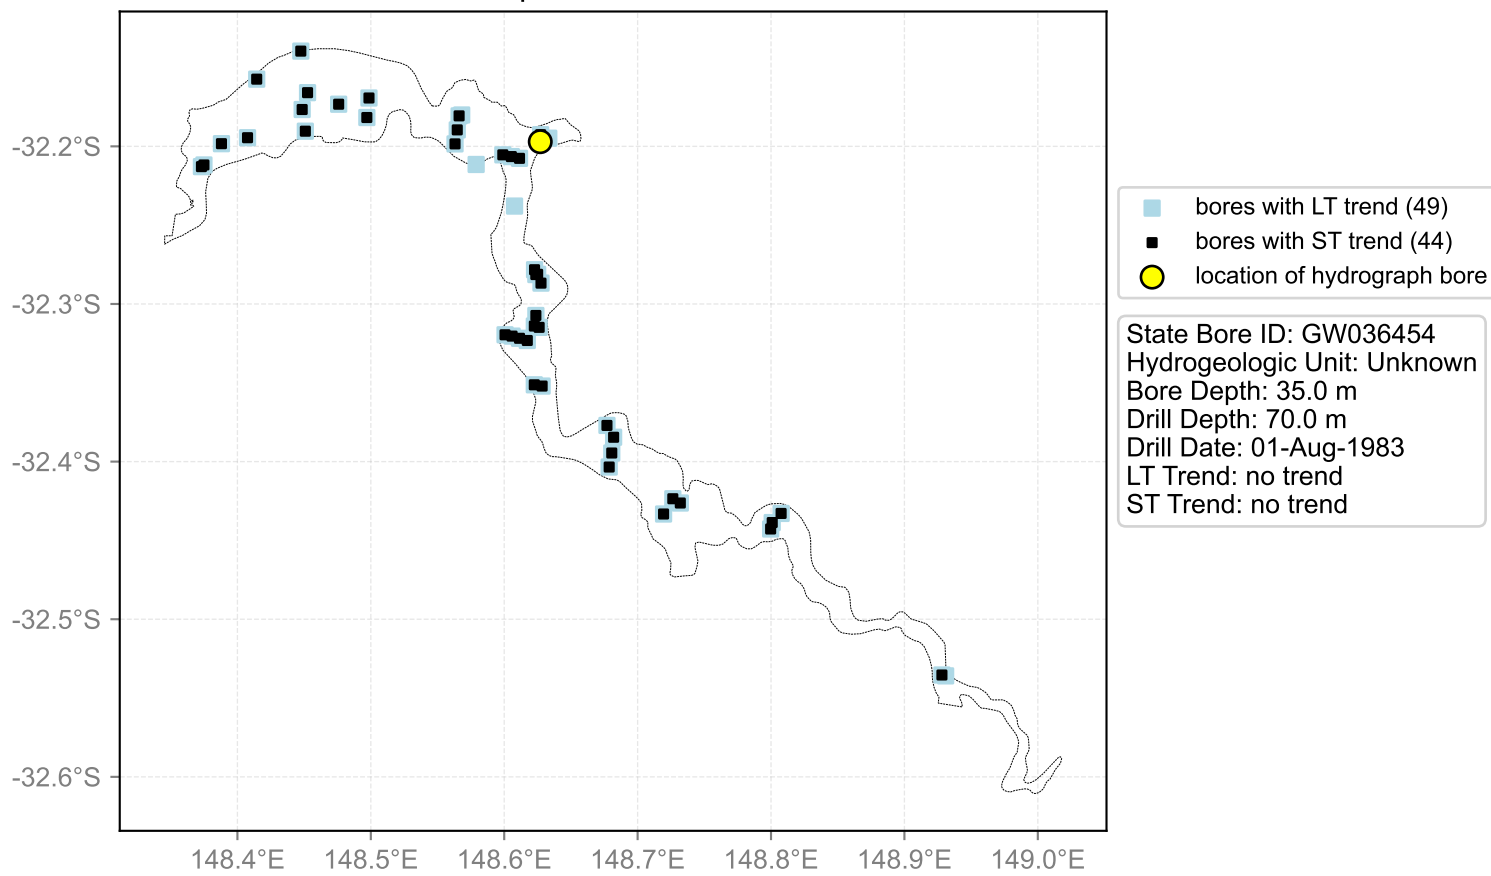 -32.2°S
-32.3°S
-32.4°S
-32.5°S
-32.6°S
148.4°E 148.5°E 148.6°E 148.7°E 148.8°E 148.9°E 149.0°E
bores with LT trend (49)
bores with ST trend (44)
location of hydrograph bore
State Bore ID: GW036454
Hydrogeologic Unit: Unknown
Bore Depth: 35.0 m
Drill Depth: 70.0 m
Drill Date: 01-Aug-1983
LT Trend: no trend
ST Trend: no trend